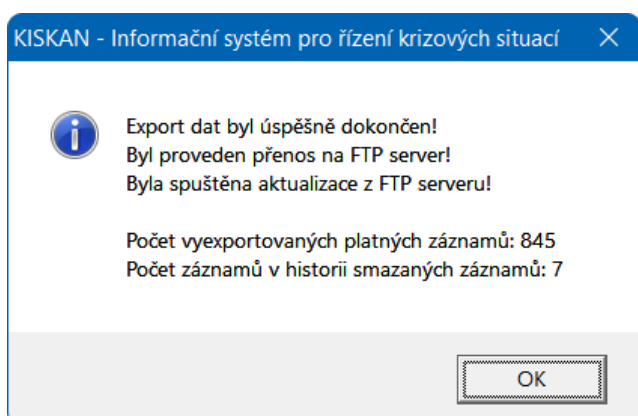 KISKAN - Informační systém pro řízení krizových situací
Export dat byl úspěšně dokončen!
Byl proveden přenos na FTP server!
Byla spuštěna aktualizace z FTP serveru!
Počet vyexportovaných platných záznamů: 845
Počet záznamů v historii smazaných záznamů: 7
OK